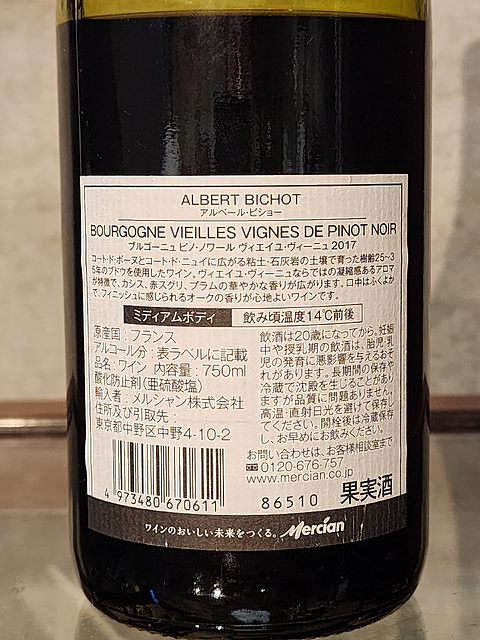 ALBERT BICHOT
アルベール・ビショー
BOURGOGNE VIEILLES VIGNES DE PINOT NOIR
ブルゴーニュ ピノ・ノワール ヴィエイユ・ヴィーニュ 2017
コート・ド・ボーヌとコート・ド・ニュイに広がる粘土・石灰岩の土壌で育った樹齢25~3
5年のブドウを使用したワイン。ヴィエイユ・ヴィーニュならではの凝縮感あるアロマ
が特徴で、カシス、赤スグリ、プラムの華やかな香りが広がります。口中はふくよか
で、フィニッシュに感じられるオークの香りが心地よいワインです。
ミディアムボディ 飲み頃温度14℃前後
原産国:フランス
アルコール分:表ラベルに記載
品名:ワイン 内容量:750ml
酸化防止剤(亜硫酸塩)
輸入者:メルシャン株式会社
住所及び引取先:
東京都中野区中野4-10-2
飲酒は20歳になってから。妊娠
中や授乳期の飲酒は、胎児・乳
児の発育に悪影響を与えるおそ
れがあります。長期間の保存や
冷蔵で沈殿を生じることがあり
ますが品質に問題ありません。
高温・直射日光を避けて保存し
てください。開栓後は冷蔵保存
し、お早めにお飲みください。
お問い合わせは、お客様相談室まで
0120-676-757
www.mercian.co.jp
4 973480 670611
86510 果実酒
ワインのおいしい未来をつくる。 Mercian